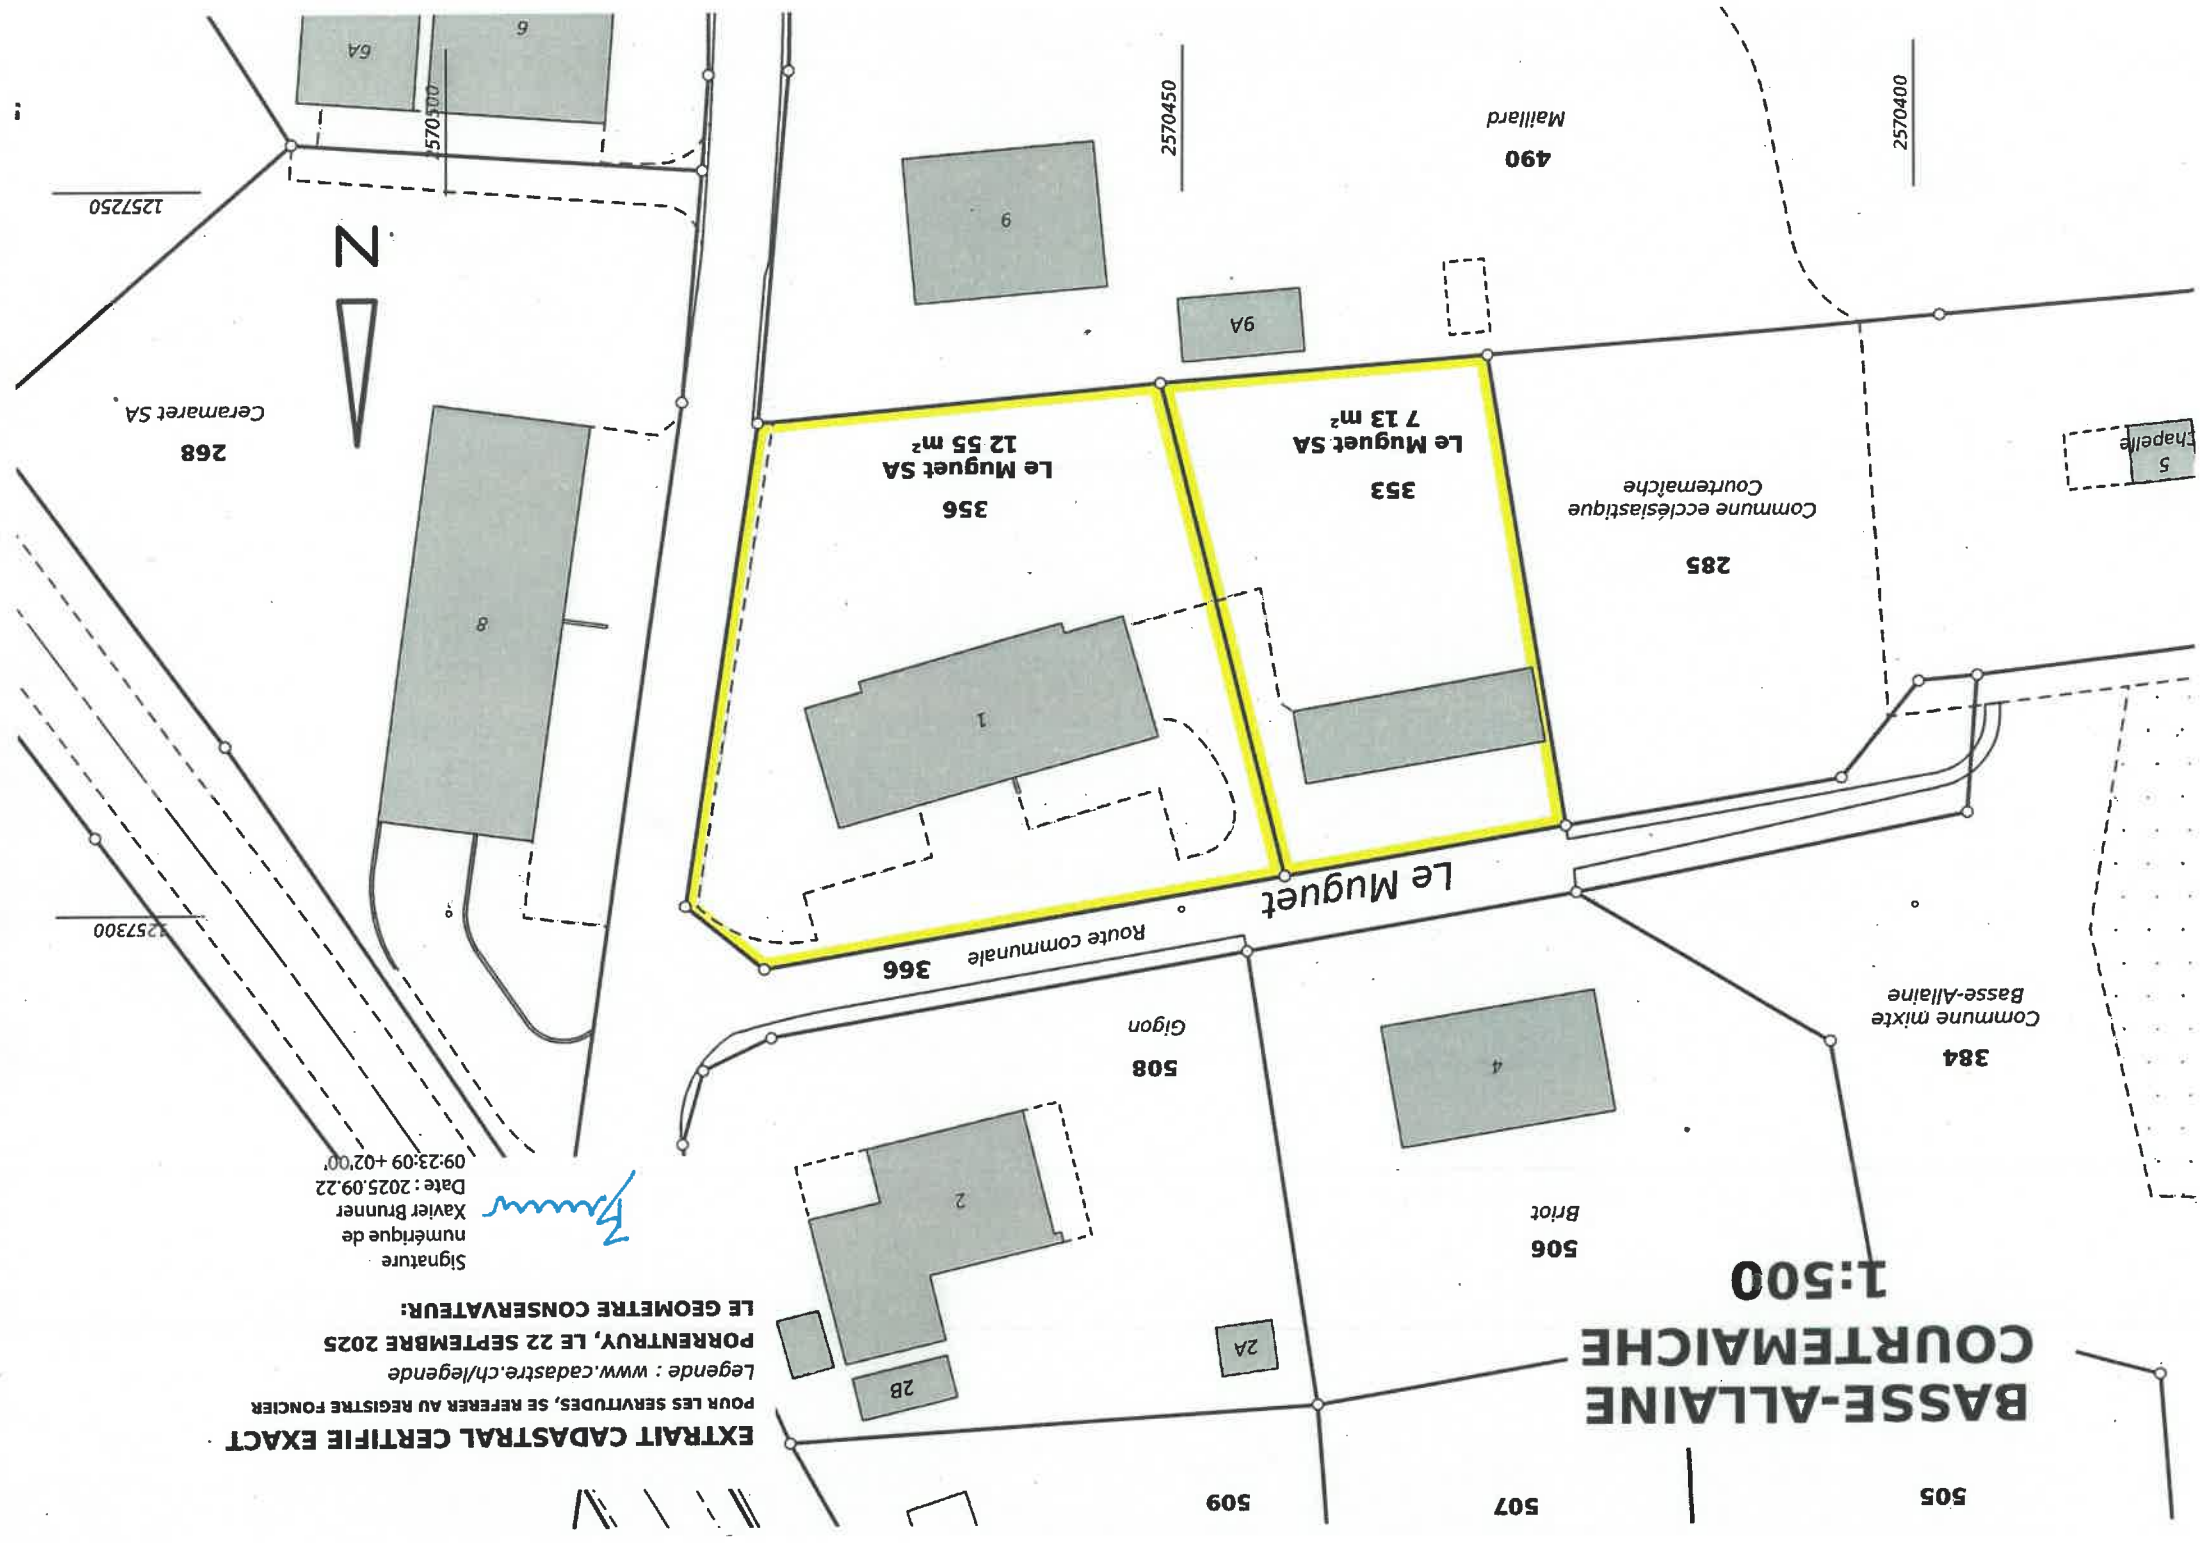 505
507
509
BASSE-ALLAINE
COURTEMAICHE
1:500
EXTRAIT CADASTRAL CERTIFIE EXACT
POUR LES SERVITUDES, SE REFERER AU REGISTRE FONCIER
Legende : www.cadastre.ch/legende
PORRENTRUY, LE 22 SEPTEMBRE 2025
LE GEOMETRE CONSERVATEUR:
Signature
numérique de
Xavier Brunner
Date : 2025.09.22
09:23:09 +02'00'
2A
2B
506
Briot
2
384
Commune mixte
Basse-Allaine
4
508
Gigon
366
Route communale
Le Muguet
1257300
1
8
285
Commune ecclésiastique
Courtemaîche
353
Le Muguet SA
7 13 m²
356
Le Muguet SA
12 55 m²
5
Chapelle
268
Ceramaret SA
9A
9
N
490
Maillard
1257250
2570400
2570450
2570500
6
6A